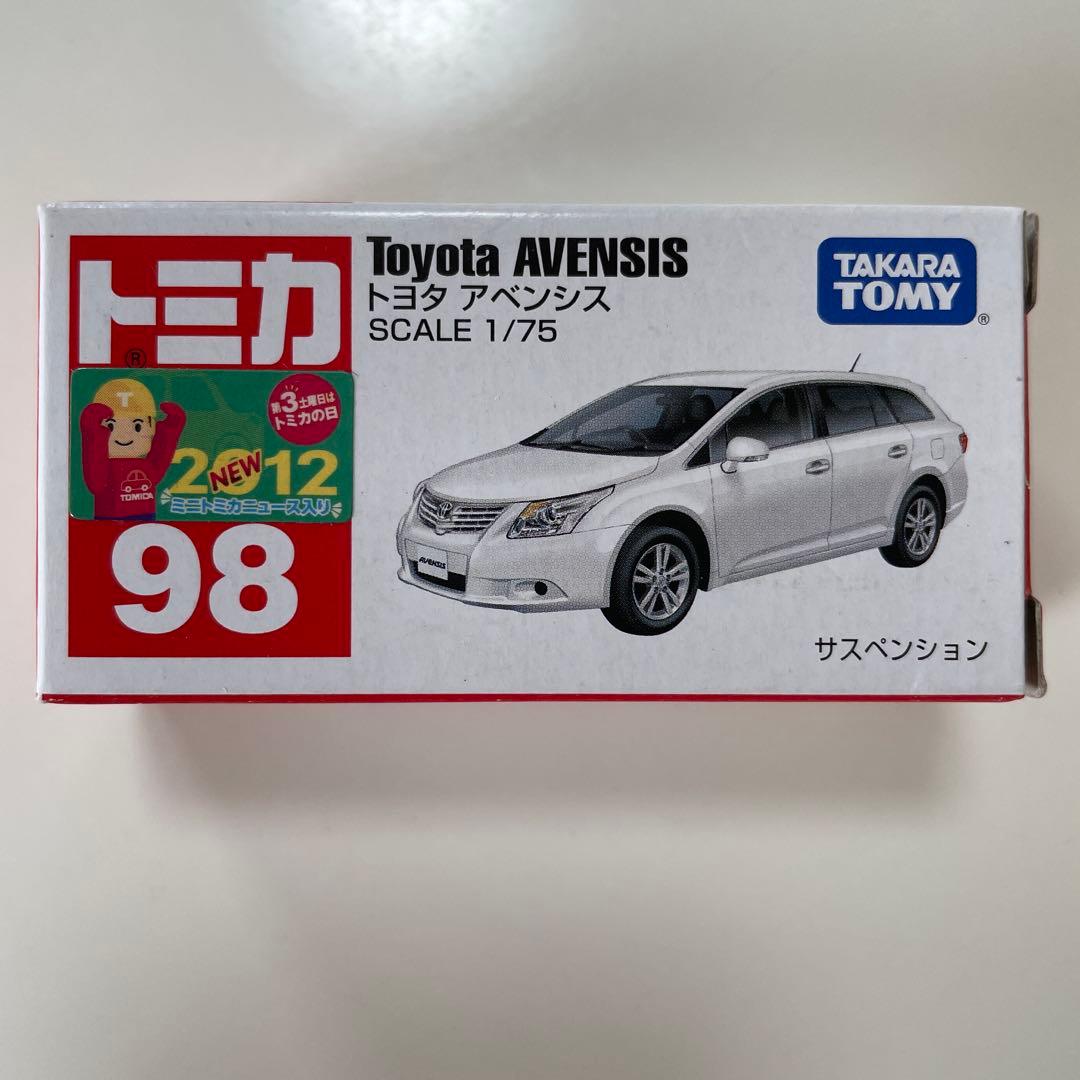 トミカ
®
Toyota AVENSIS
トヨタ アベンシス
SCALE 1/75
TAKARA
TOMY
®
T
TOMICA
第3土曜日は
トミカの日
2012
NEW
ミニトミカニュース入り
98
AVENSIS
サスペンション